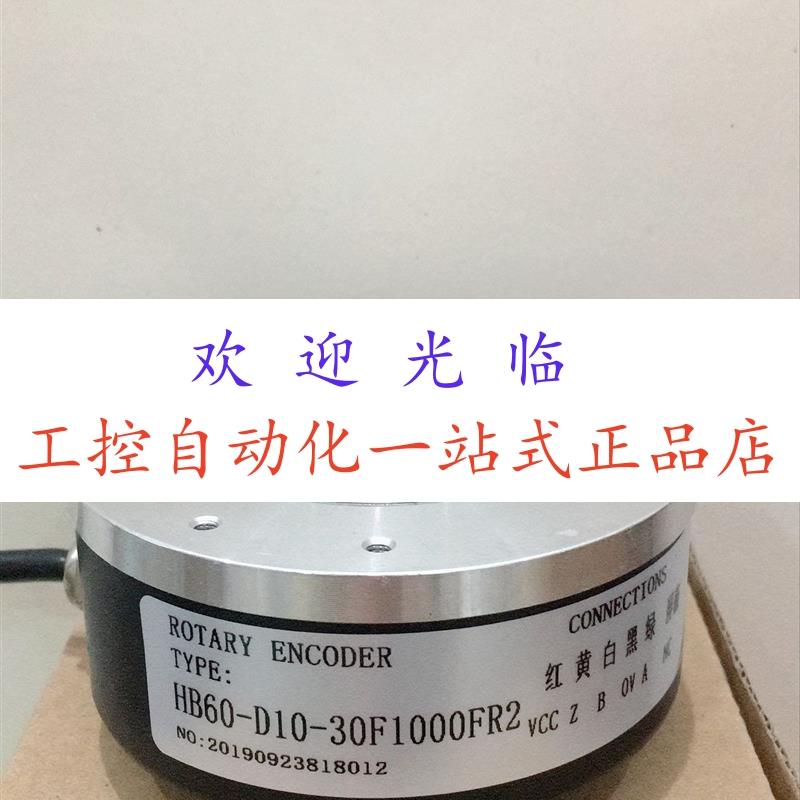 欢迎光临
工控自动化一站式正品店
ROTARY ENCODER
TYPE:
HB60-D10-30F1000FR2
NO:20190923818012
CONNECTIONS
红 黄 白 黑 绿
VCC Z B 0V A NC